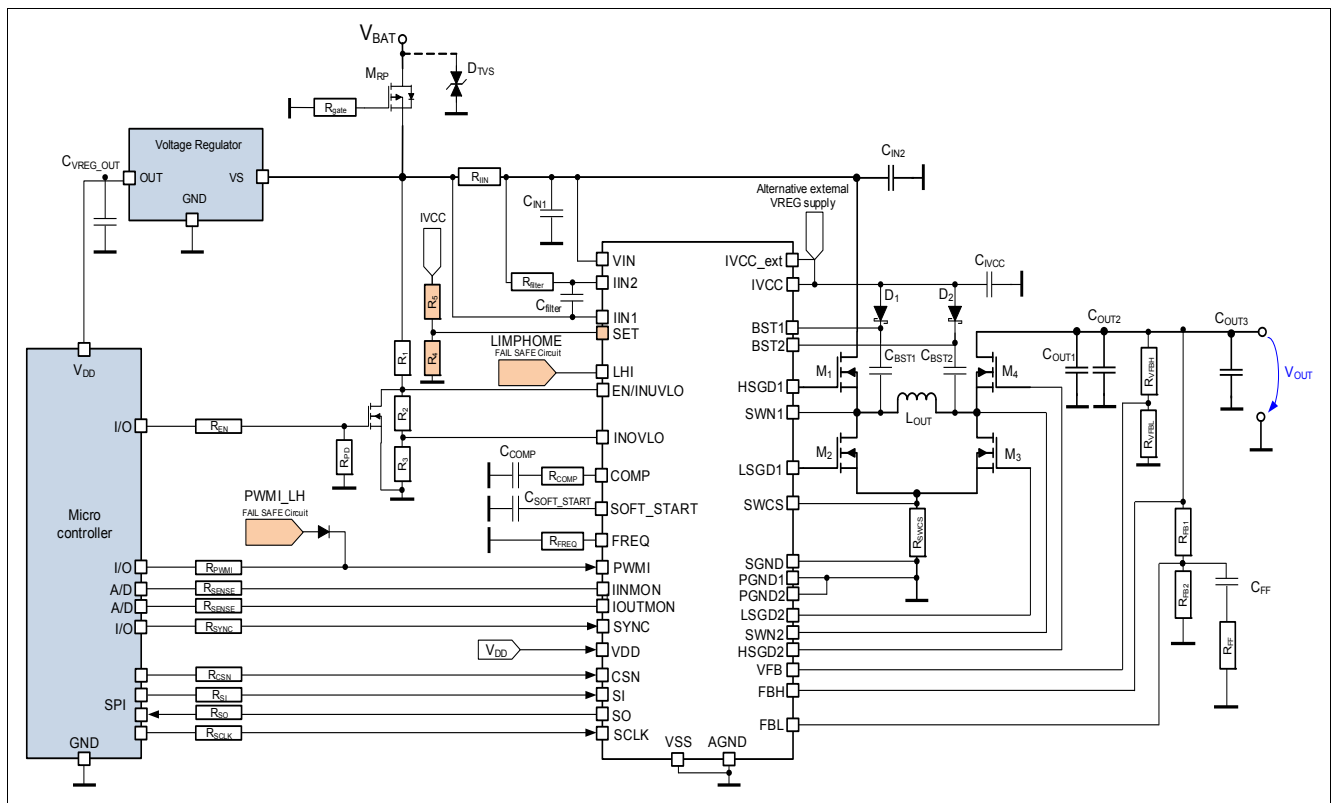 VBAT
MRP
DTVS
Rgate
Voltage Regulator
CVREG_OUT
OUT
VS
GND
RIIN
CIN2
CIN1
IVCC
Alternative external
VREG supply
VIN
IIN2
IIN1
SET
LHI
EN/INUVLO
INOVLO
COMP
SOFT_START
FREQ
PWMI
IINMON
IOUTMON
SYNC
VDD
CSN
SI
SO
SCLK
VSS
AGND
IVCC_ext
IVCC
BST1
BST2
HSGD1
SWN1
LSGD1
SWCS
SGND
PGND1
PGND2
LSGD2
SWN2
HSGD2
VFB
FBH
FBL
Rfilter
Cfilter
R5
R4
LIMPHOME
FAIL SAFE Circuit
R1
R2
R3
CCOMP
RCOMP
CSOFT_START
RFREQ
PWMI_LH
FAIL SAFE Circuit
VDD
I/O
REN
RPD
Micro
controller
I/O
RPWMI
A/D
RSENSE
A/D
RSENSE
I/O
RSYNC
VDD
SPI
RCSN
RSI
RSO
RSCLK
GND
CIVCC
D1
D2
CBST1
CBST2
M1
M4
LOUT
M2
M3
RSWCS
COUT1
COUT2
COUT3
RVFBH
RVFBL
VOUT
RFB1
RFB2
CFF
RFF